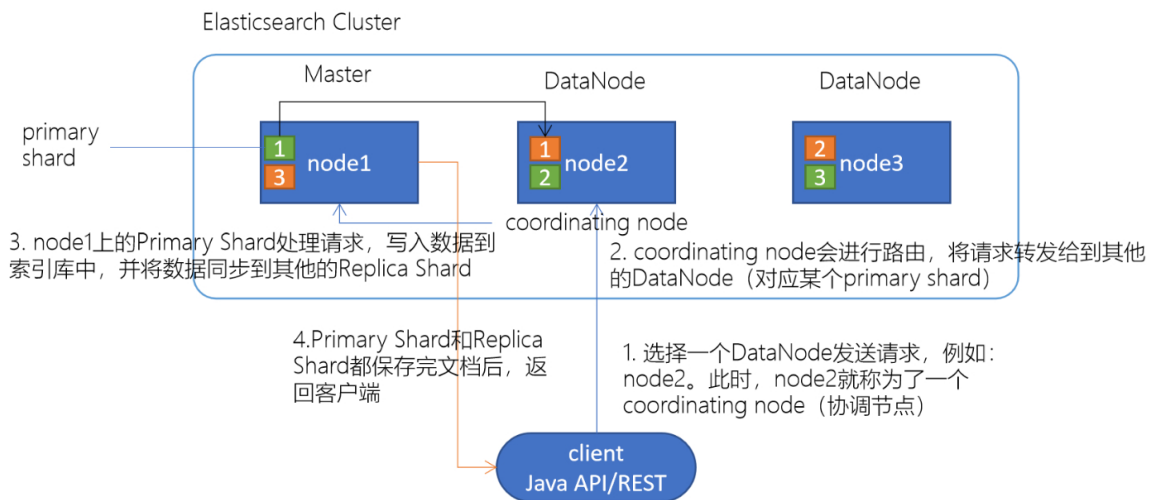 Elasticsearch Cluster
Master
DataNode
DataNode
primary
shard
1
3
node1
1
2
node2
2
3
node3
coordinating node
3. node1上的Primary Shard处理请求，写入数据到
索引库中，并将数据同步到其他的Replica Shard
2. coordinating node会进行路由，将请求转发给到其他
的DataNode（对应某个primary shard）
4.Primary Shard和Replica
Shard都保存完文档后，返
回客户端
1. 选择一个DataNode发送请求，例如：
node2。此时，node2就称为了一个
coordinating node（协调节点）
client
Java API/REST